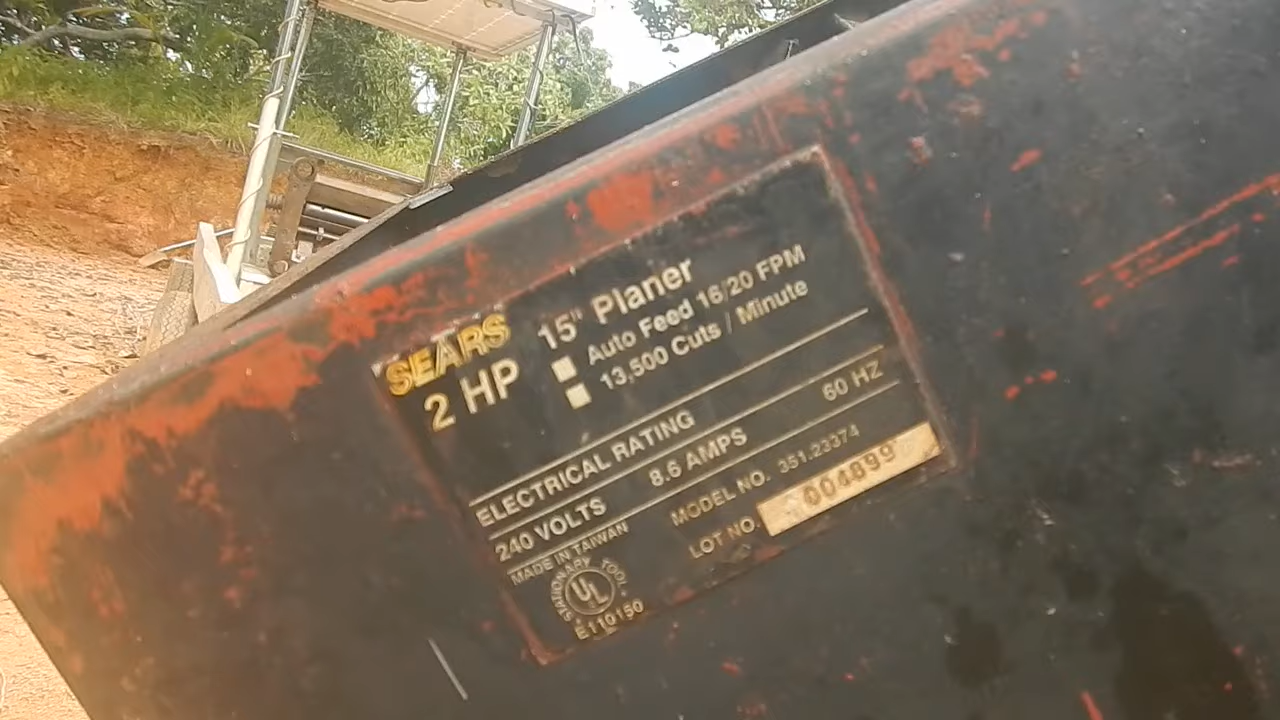 SEARS 15" Planer
2 HP
Auto Feed 16/20 FPM
13,500 Cuts / Minute
ELECTRICAL RATING
240 VOLTS 8.6 AMPS 60 HZ
MADE IN TAIWAN MODEL NO. 351.23374
LOT NO. 004899
STATIONARY TOOL
UL
E110150